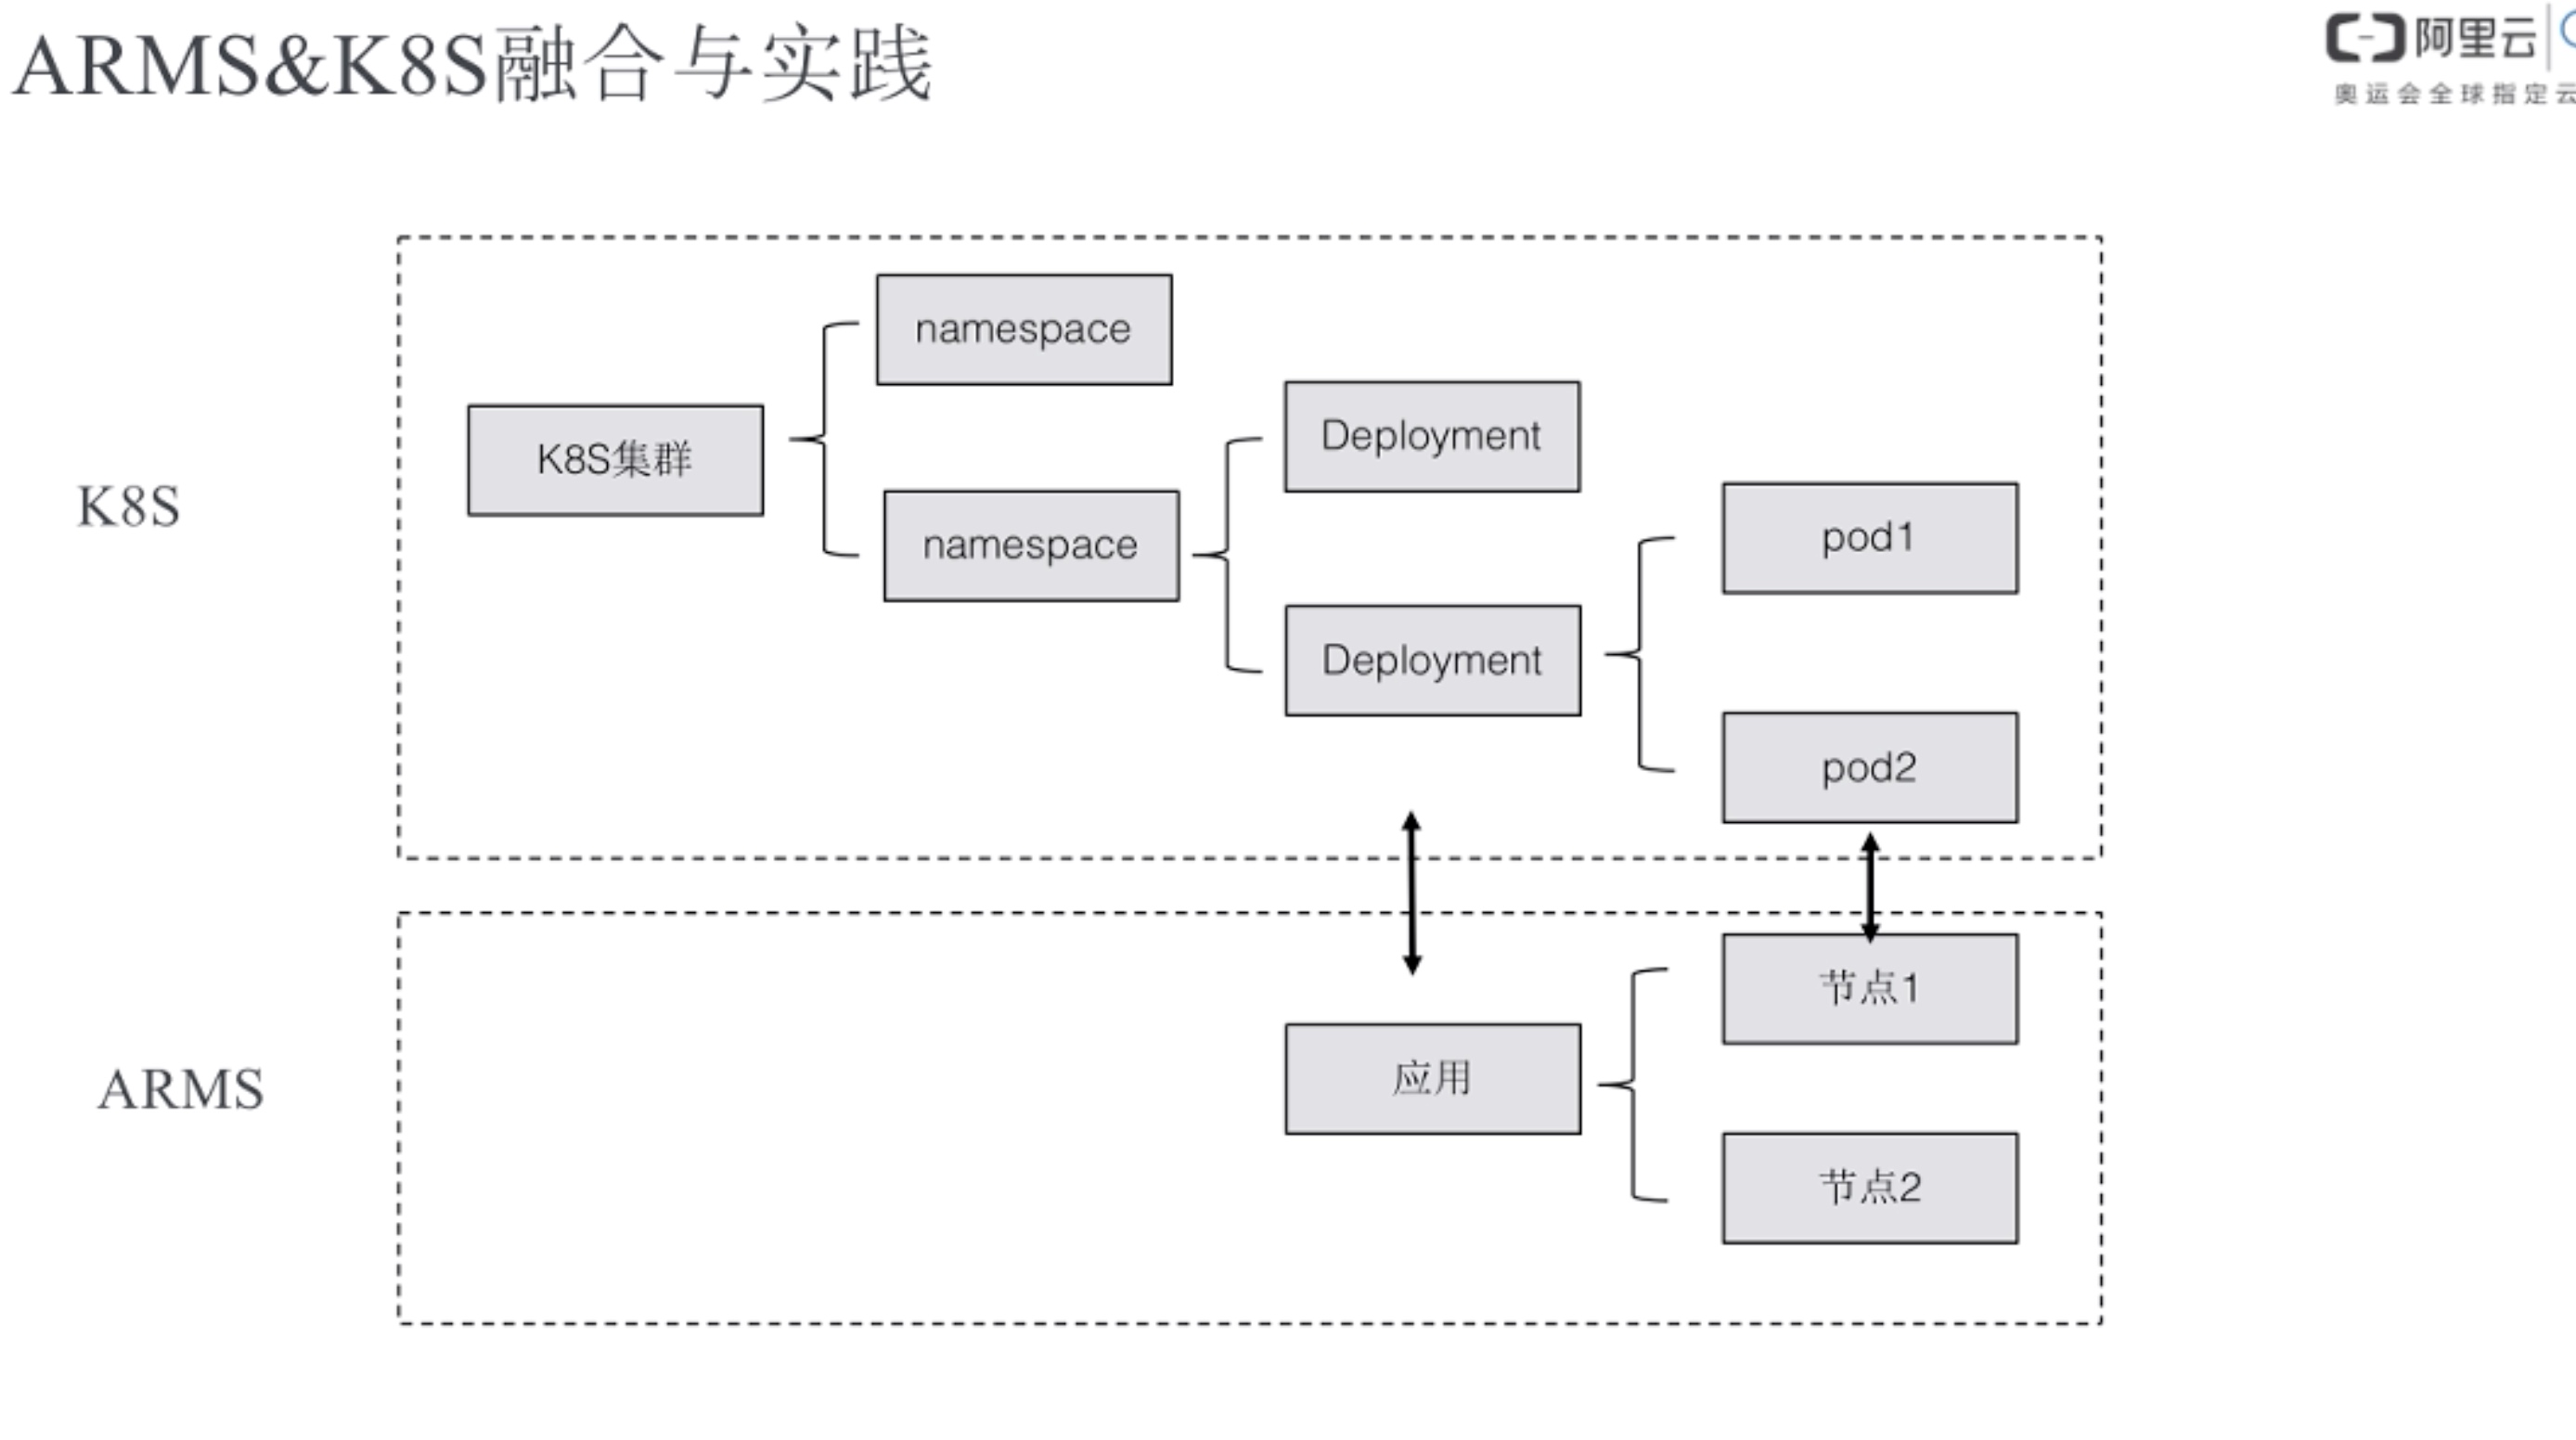 ARMS&K8S融合与实践
阿里云
奥运会全球指定云
K8S
K8S集群
namespace
namespace
Deployment
Deployment
pod1
pod2
ARMS
应用
节点1
节点2